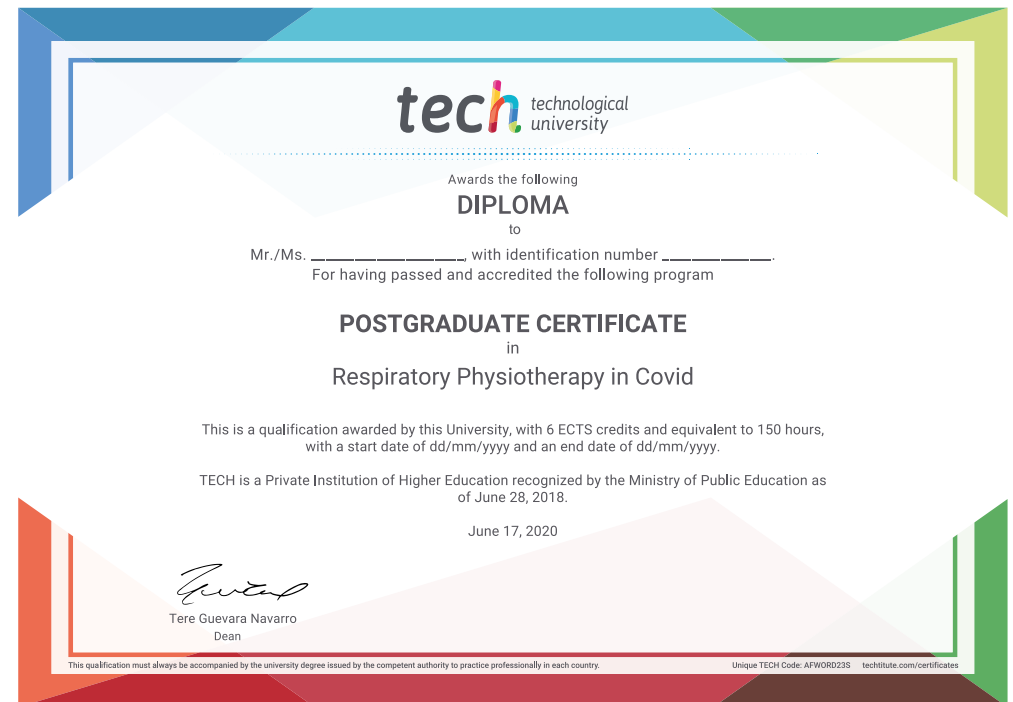 tech technological
university
Awards the following
DIPLOMA
to
Mr./Ms. ____________________, with identification number ______________.
For having passed and accredited the following program
POSTGRADUATE CERTIFICATE
in
Respiratory Physiotherapy in Covid
This is a qualification awarded by this University, with 6 ECTS credits and equivalent to 150 hours,
with a start date of dd/mm/yyyy and an end date of dd/mm/yyyy.
TECH is a Private Institution of Higher Education recognized by the Ministry of Public Education as
of June 28, 2018.
June 17, 2020
Tere Guevara Navarro
Dean
This qualification must always be accompanied by the university degree issued by the competent authority to practice professionally in each country. Unique TECH Code: AFWORD23S techtitute.com/certificates